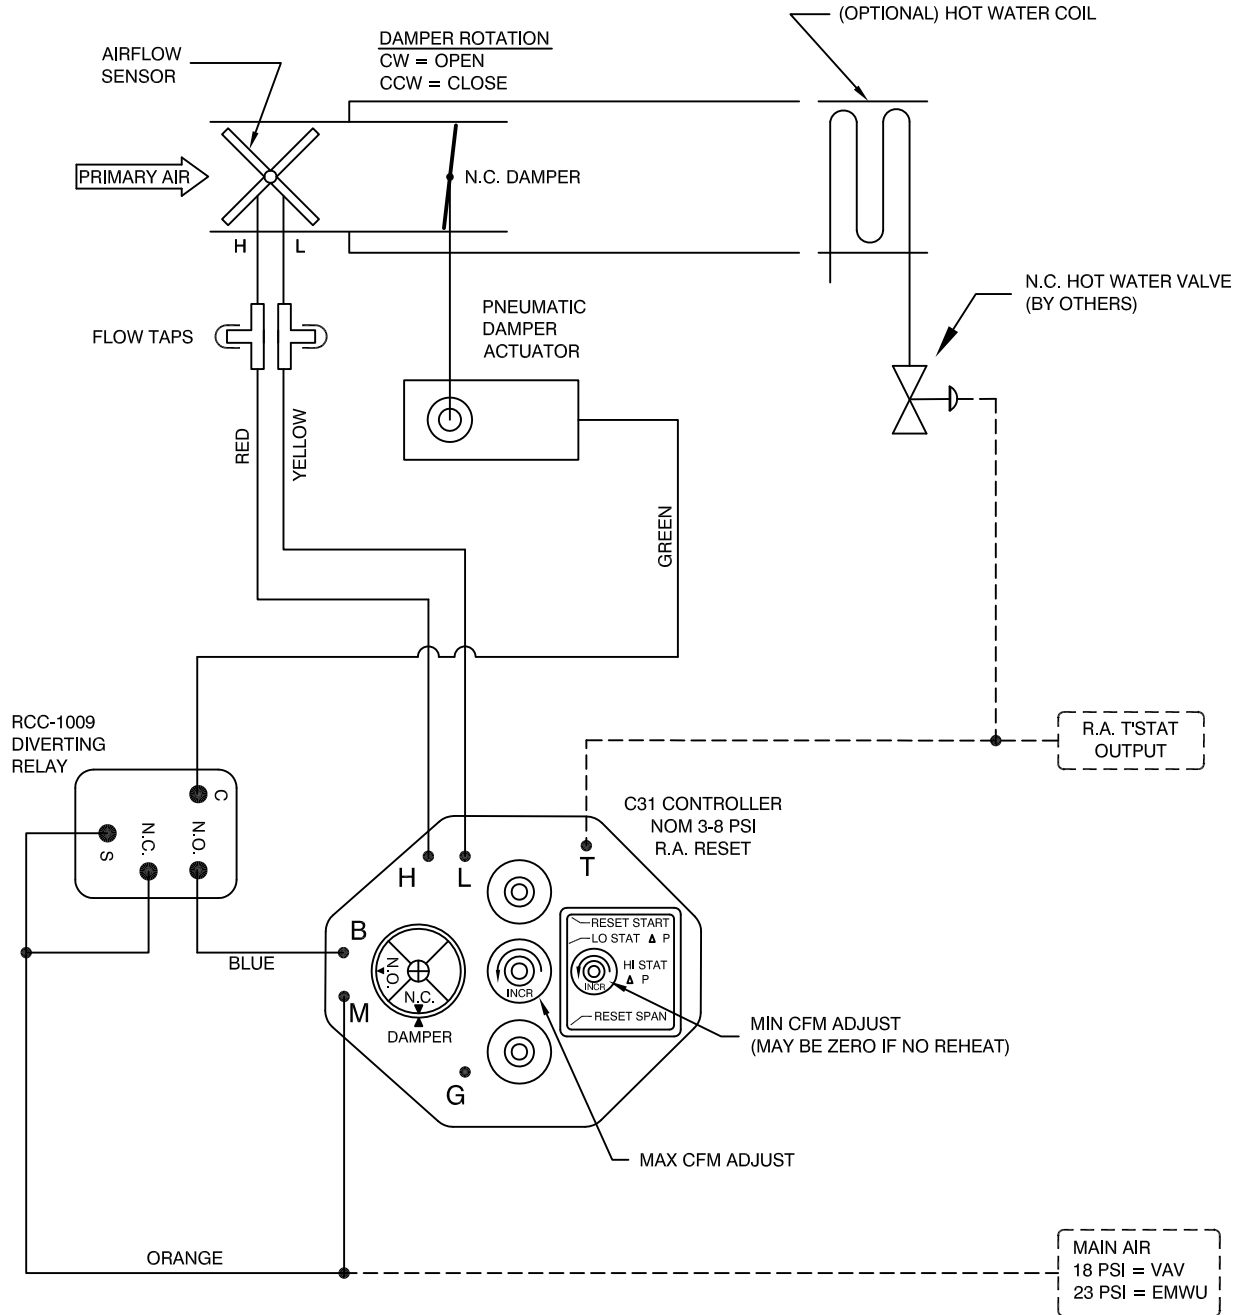 (OPTIONAL) HOT WATER COIL
AIRFLOW
SENSOR
DAMPER ROTATION
CW = OPEN
CCW = CLOSE
PRIMARY AIR
N.C. DAMPER
H
L
N.C. HOT WATER VALVE
(BY OTHERS)
FLOW TAPS
PNEUMATIC
DAMPER
ACTUATOR
RED
YELLOW
GREEN
RCC-1009
DIVERTING
RELAY
R.A. T'STAT
OUTPUT
C
S
N.C.
N.O.
C31 CONTROLLER
NOM 3-8 PSI
R.A. RESET
H
L
T
B
BLUE
M
N.O.
N.C.
DAMPER
G
INCR
RESET START
LO STAT Δ P
HI STAT
Δ P
INCR
RESET SPAN
MIN CFM ADJUST
(MAY BE ZERO IF NO REHEAT)
MAX CFM ADJUST
ORANGE
MAIN AIR
18 PSI = VAV
23 PSI = EMWU